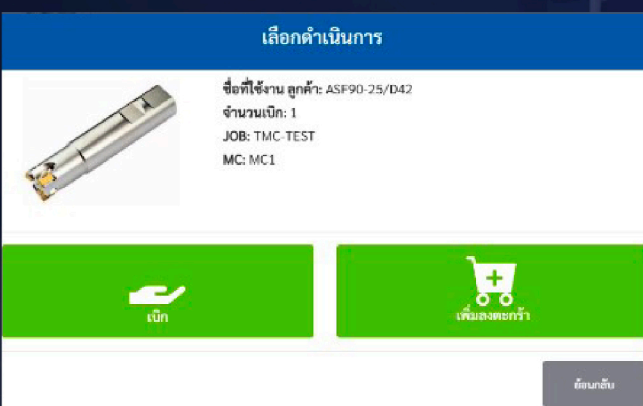 เลือกดำเนินการ
ชื่อที่ใช้งาน ลูกค้า: ASF90-25/D42
จำนวนเบิก: 1
JOB: TMC-TEST
MC: MC1
เบิก
เพิ่มลงตะกร้า
ย้อนกลับ